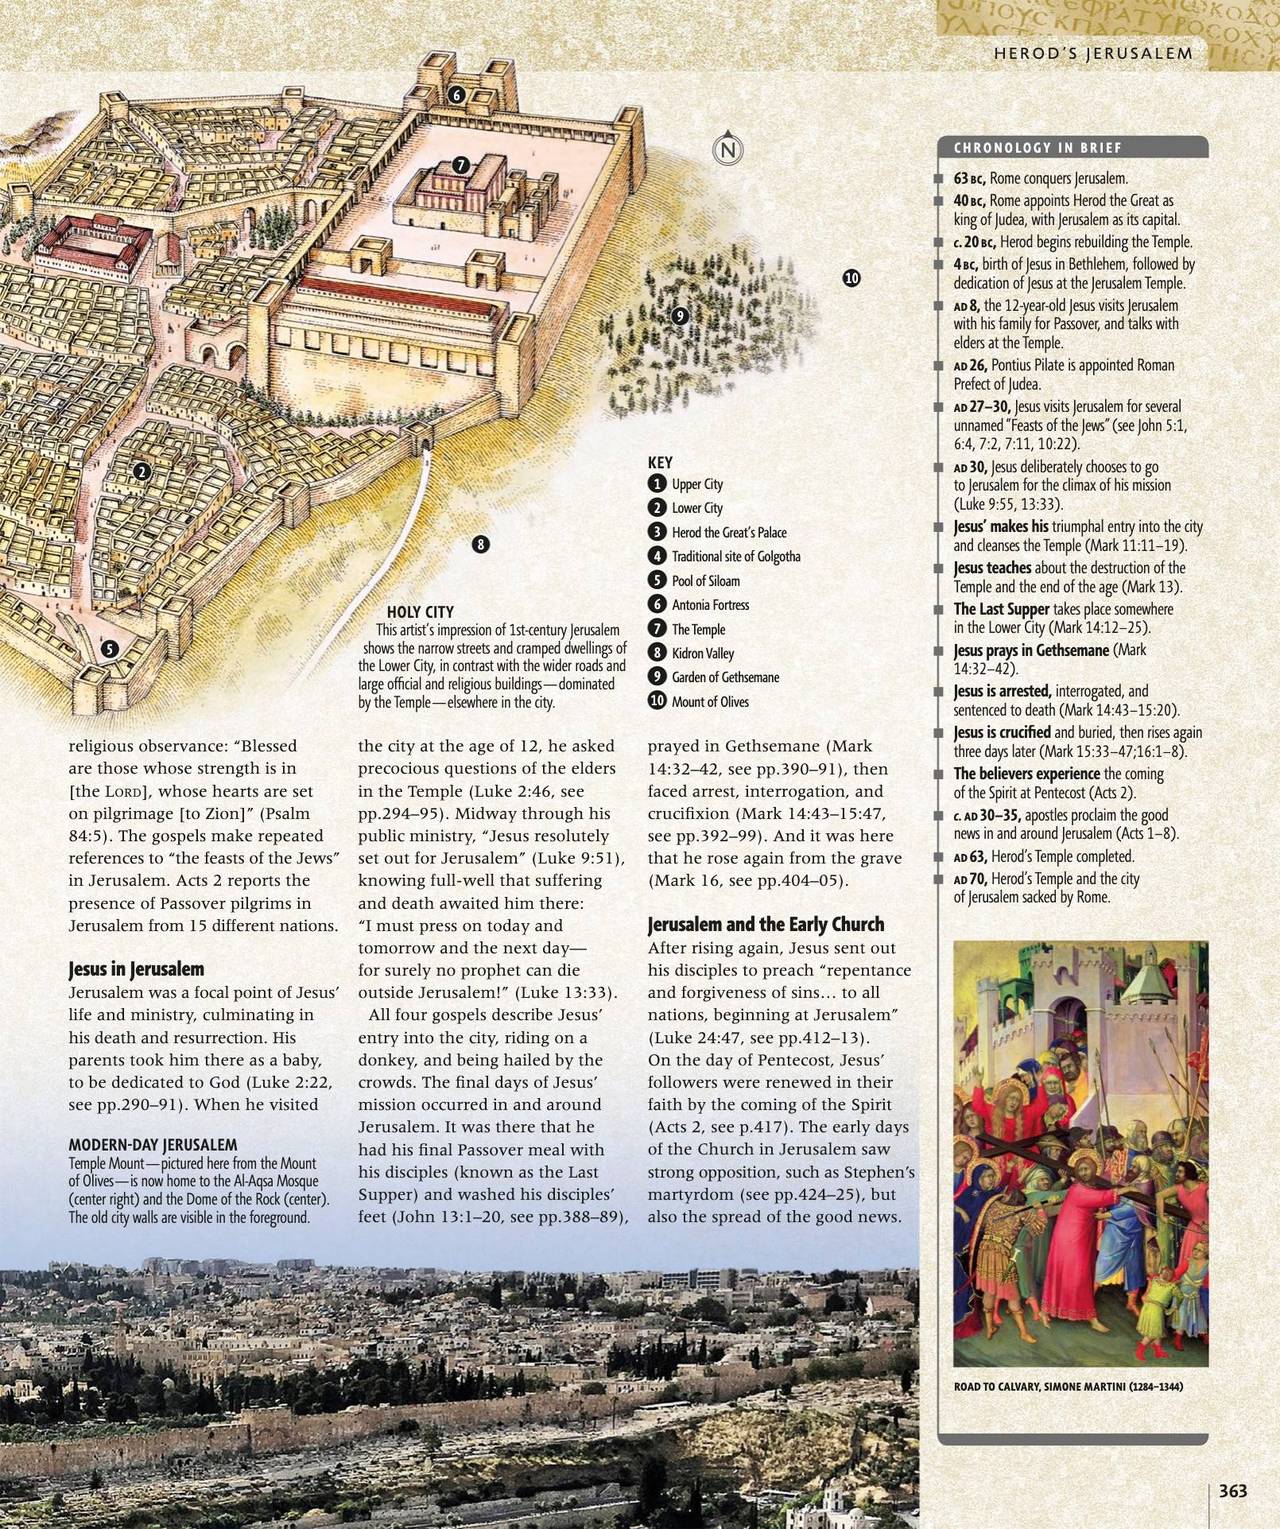 HEROD'S JERUSALEM
6
7
N
10
9
2
8
5
KEY
1 Upper City
2 Lower City
3 Herod the Great's Palace
4 Traditional site of Golgotha
5 Pool of Siloam
6 Antonia Fortress
7 The Temple
8 Kidron Valley
9 Garden of Gethsemane
10 Mount of Olives
HOLY CITY
This artist's impression of 1st-century Jerusalem
shows the narrow streets and cramped dwellings of
the Lower City, in contrast with the wider roads and
large official and religious buildings—dominated
by the Temple—elsewhere in the city.
religious observance: “Blessed
are those whose strength is in
[the LORD], whose hearts are set
on pilgrimage [to Zion]” (Psalm
84:5). The gospels make repeated
references to “the feasts of the Jews”
in Jerusalem. Acts 2 reports the
presence of Passover pilgrims in
Jerusalem from 15 different nations.
Jesus in Jerusalem
Jerusalem was a focal point of Jesus'
life and ministry, culminating in
his death and resurrection. His
parents took him there as a baby,
to be dedicated to God (Luke 2:22,
see pp.290–91). When he visited
MODERN-DAY JERUSALEM
Temple Mount—pictured here from the Mount
of Olives—is now home to the Al-Aqsa Mosque
(center right) and the Dome of the Rock (center).
The old city walls are visible in the foreground.
the city at the age of 12, he asked
precocious questions of the elders
in the Temple (Luke 2:46, see
pp.294–95). Midway through his
public ministry, “Jesus resolutely
set out for Jerusalem” (Luke 9:51),
knowing full-well that suffering
and death awaited him there:
“I must press on today and
tomorrow and the next day—
for surely no prophet can die
outside Jerusalem!” (Luke 13:33).
All four gospels describe Jesus'
entry into the city, riding on a
donkey, and being hailed by the
crowds. The final days of Jesus'
mission occurred in and around
Jerusalem. It was there that he
had his final Passover meal with
his disciples (known as the Last
Supper) and washed his disciples'
feet (John 13:1–20, see pp.388–89),
prayed in Gethsemane (Mark
14:32–42, see pp.390–91), then
faced arrest, interrogation, and
crucifixion (Mark 14:43–15:47,
see pp.392–99). And it was here
that he rose again from the grave
(Mark 16, see pp.404–05).
Jerusalem and the Early Church
After rising again, Jesus sent out
his disciples to preach “repentance
and forgiveness of sins... to all
nations, beginning at Jerusalem”
(Luke 24:47, see pp.412–13).
On the day of Pentecost, Jesus'
followers were renewed in their
faith by the coming of the Spirit
(Acts 2, see p.417). The early days
of the Church in Jerusalem saw
strong opposition, such as Stephen's
martyrdom (see pp.424–25), but
also the spread of the good news.
CHRONOLOGY IN BRIEF
63 BC, Rome conquers Jerusalem.
40 BC, Rome appoints Herod the Great as
king of Judea, with Jerusalem as its capital.
c. 20 BC, Herod begins rebuilding the Temple.
4 BC, birth of Jesus in Bethlehem, followed by
dedication of Jesus at the Jerusalem Temple.
AD 8, the 12-year-old Jesus visits Jerusalem
with his family for Passover, and talks with
elders at the Temple.
AD 26, Pontius Pilate is appointed Roman
Prefect of Judea.
AD 27–30, Jesus visits Jerusalem for several
unnamed “Feasts of the Jews” (see John 5:1,
6:4, 7:2, 7:11, 10:22).
AD 30, Jesus deliberately chooses to go
to Jerusalem for the climax of his mission
(Luke 9:55, 13:33).
Jesus' makes his triumphal entry into the city
and cleanses the Temple (Mark 11:11–19).
Jesus teaches about the destruction of the
Temple and the end of the age (Mark 13).
The Last Supper takes place somewhere
in the Lower City (Mark 14:12–25).
Jesus prays in Gethsemane (Mark
14:32–42).
Jesus is arrested, interrogated, and
sentenced to death (Mark 14:43–15:20).
Jesus is crucified and buried, then rises again
three days later (Mark 15:33–47;16:1–8).
The believers experience the coming
of the Spirit at Pentecost (Acts 2).
c. AD 30–35, apostles proclaim the good
news in and around Jerusalem (Acts 1–8).
AD 63, Herod's Temple completed.
AD 70, Herod's Temple and the city
of Jerusalem sacked by Rome.
ROAD TO CALVARY, SIMONE MARTINI (1284–1344)
363